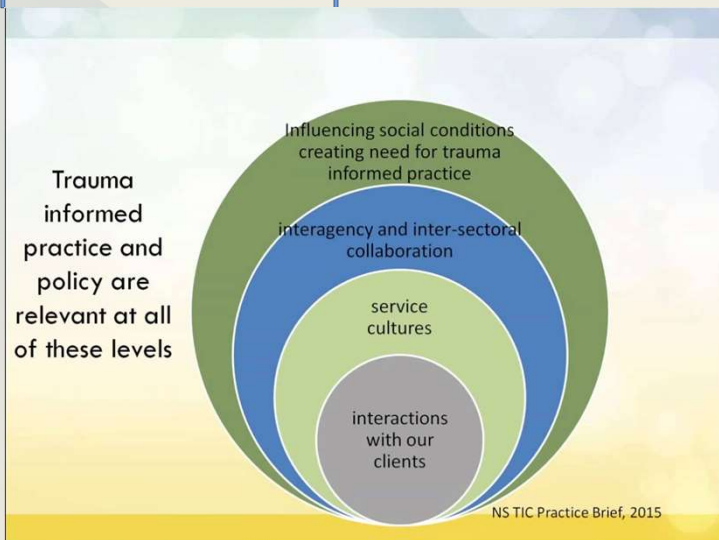 Trauma
informed
practice and
policy are
relevant at all
of these levels
Influencing social conditions
creating need for trauma
informed practice
interagency and inter-sectoral
collaboration
service
cultures
interactions
with our
clients
NS TIC Practice Brief, 2015